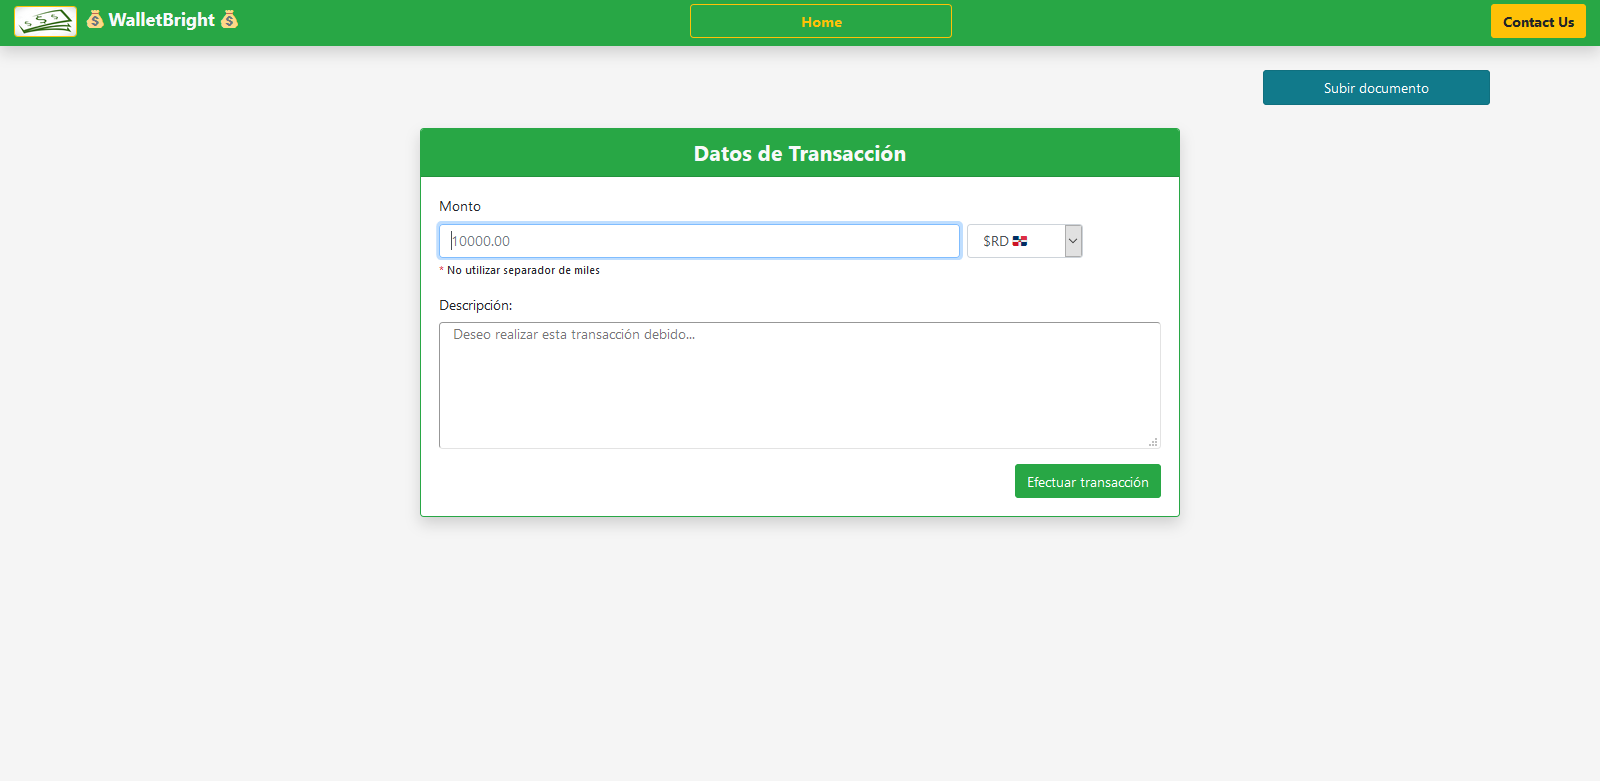 💰 WalletBright 💰
Home
Contact Us
Subir documento
Datos de Transacción
Monto
10000.00
$RD 🇩🇴
* No utilizar separador de miles
Descripción:
Deseo realizar esta transacción debido...
Efectuar transacción